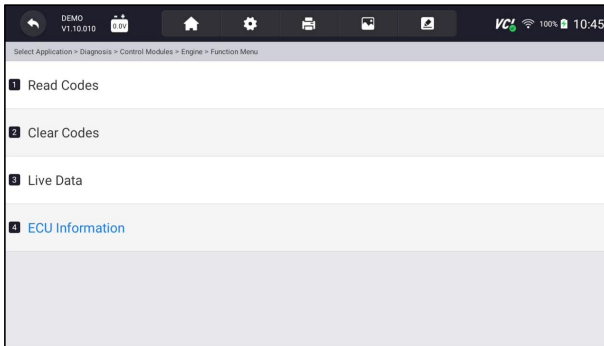 DEMO
V1.10.010
0.0V
VCI
100%
10:45
Select Application > Diagnosis > Control Modules > Engine > Function Menu
1 Read Codes
2 Clear Codes
3 Live Data
4 ECU Information